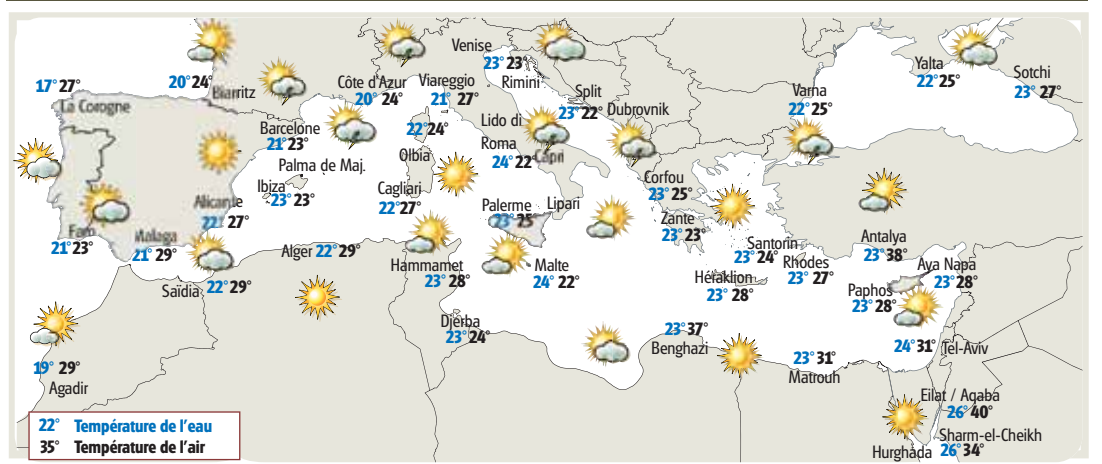 Venise
23° 23°
Rimini
17° 27°
La Corogne
20° 24°
Biarritz
Côte d'Azur
20° 24°
Viareggio
21° 27°
Split
23° 22°
Dubrovnik
Varna
22° 25°
Yalta
22° 25°
Sotchi
23° 27°
Barcelone
21° 23°
22° 24°
Olbia
Lido di
Roma
24° 22°
Capri
Palma de Maj.
Ibiza
23° 23°
Cagliari
22° 27°
Alicante
22° 27°
Palerme
23° 25°
Lipari
Corfou
23° 25°
Zante
23° 23°
Faro
21° 23°
Malaga
21° 29°
Alger 22° 29°
Saïdia
22° 29°
Hammamet
23° 28°
Malte
24° 22°
Santorin
23° 24°
Héraklion
23° 28°
Rhodes
23° 27°
Antalya
23° 38°
Aya Napa
23° 28°
Paphos
23° 28°
Djerba
23° 24°
23° 37°
Benghazi
23° 31°
Matrouh
24° 31°
Tel-Aviv
19° 29°
Agadir
Eilat / Aqaba
26° 40°
Sharm-el-Cheikh
26° 34°
Hurghada
22° Température de l'eau
35° Température de l'air